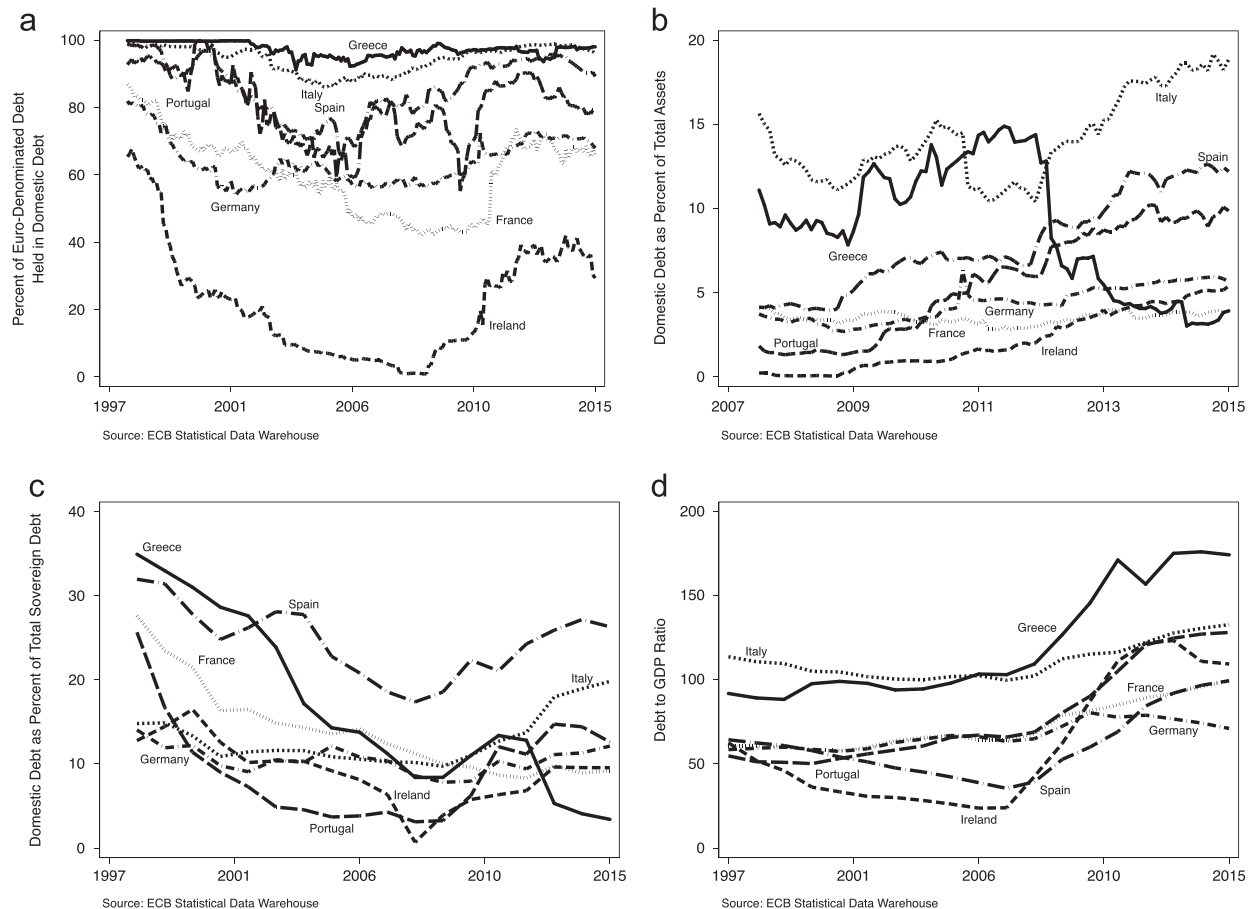 a
Percent of Euro-Denominated Debt
Held in Domestic Debt
100
80
60
40
20
0
Greece
Italy
Portugal
Spain
Germany
France
Ireland
1997 2001 2006 2010 2015
Source: ECB Statistical Data Warehouse
b
Domestic Debt as Percent of Total Assets
20
15
10
5
0
Italy
Spain
Greece
Germany
France
Portugal
Ireland
2007 2009 2011 2013 2015
Source: ECB Statistical Data Warehouse
c
Domestic Debt as Percent of Total Sovereign Debt
40
30
20
10
0
Greece
Spain
France
Italy
Germany
Ireland
Portugal
1997 2001 2006 2010 2015
Source: ECB Statistical Data Warehouse
d
Debt to GDP Ratio
200
150
100
50
0
Greece
Italy
France
Germany
Portugal
Spain
Ireland
1997 2001 2006 2010 2015
Source: ECB Statistical Data Warehouse